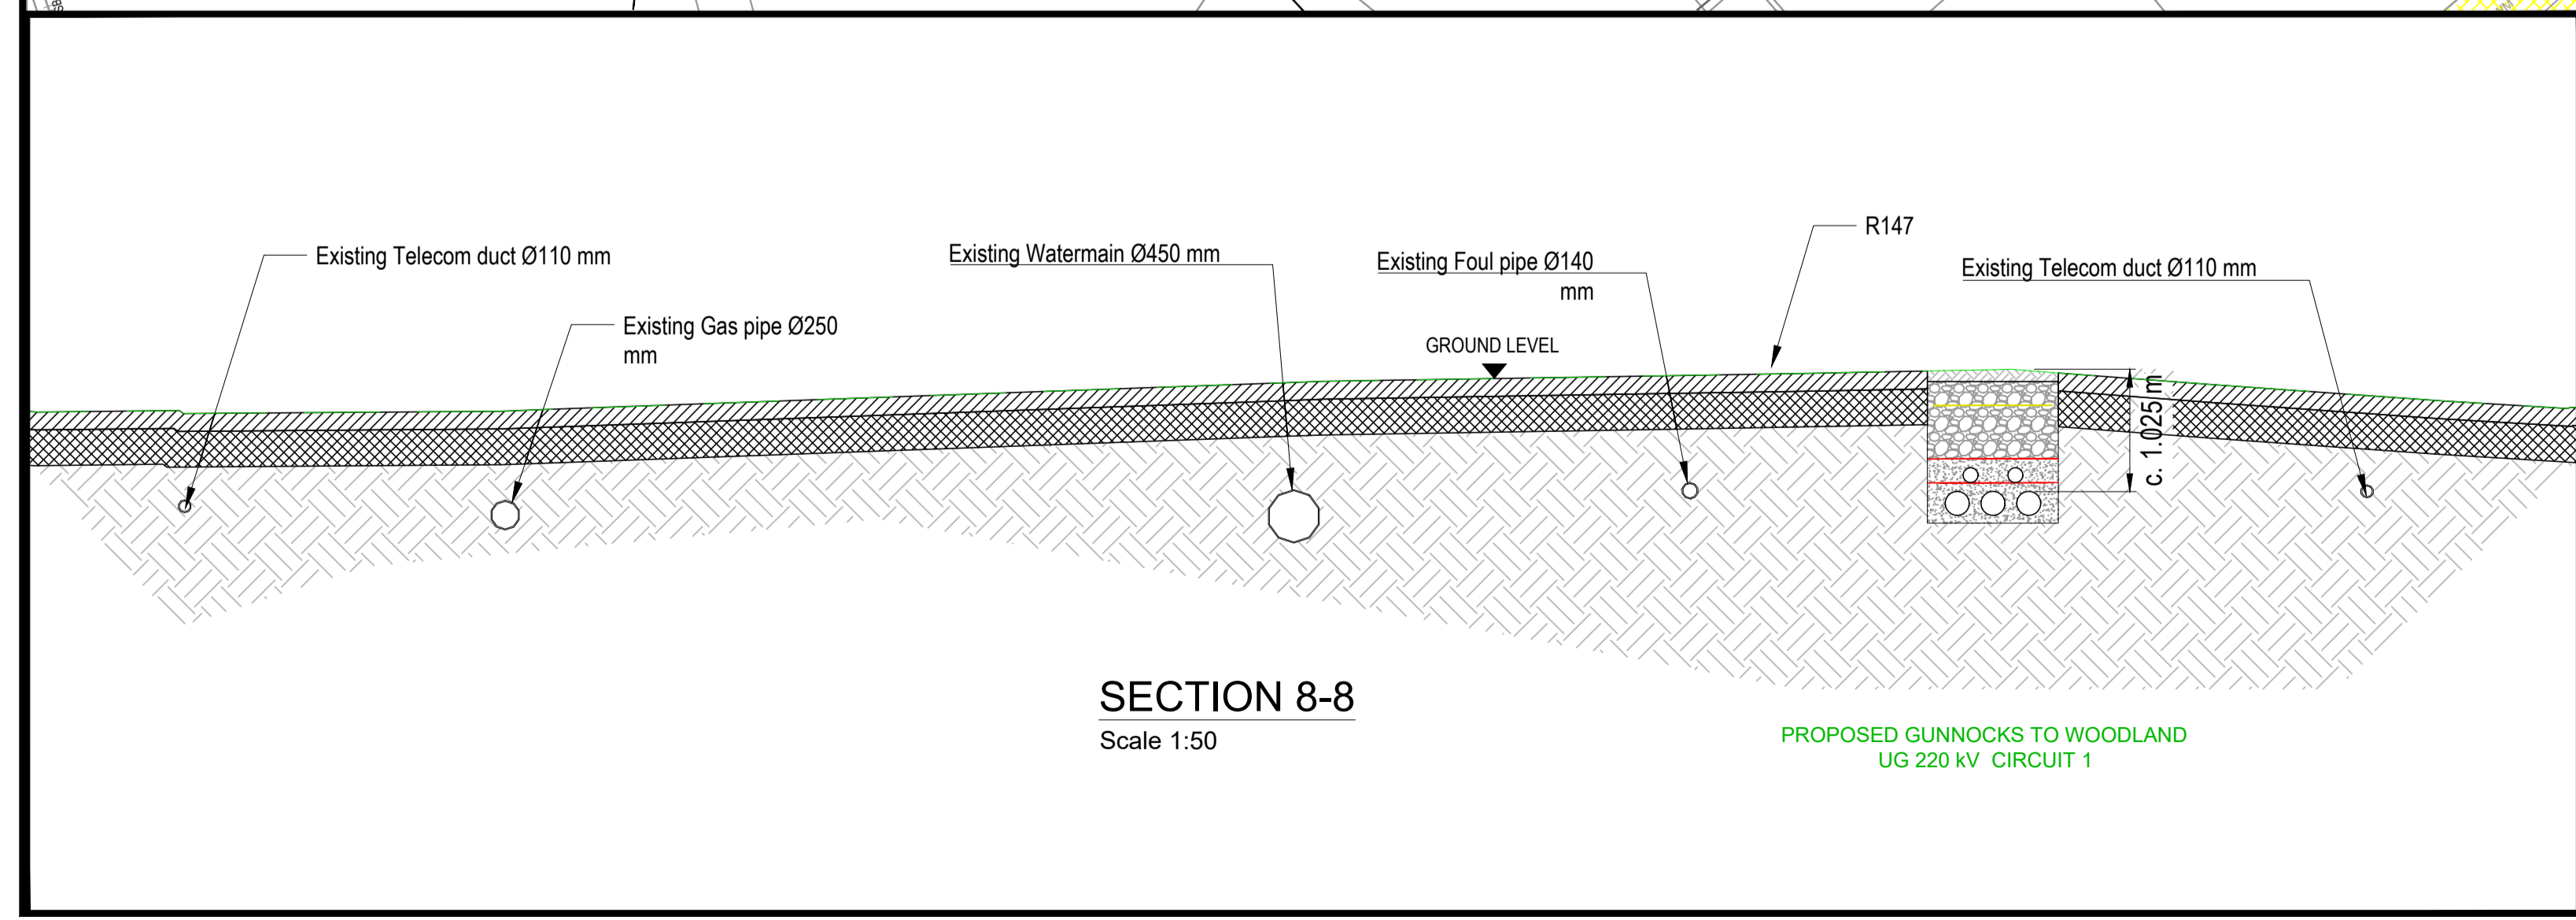 R147
Existing Telecom duct Ø110 mm
Existing Watermain Ø450 mm
Existing Foul pipe Ø140
mm
Existing Telecom duct Ø110 mm
Existing Gas pipe Ø250
mm
GROUND LEVEL
c. 1.025m
SECTION 8-8
Scale 1:50
PROPOSED GUNNOCKS TO WOODLAND
UG 220 kV CIRCUIT 1